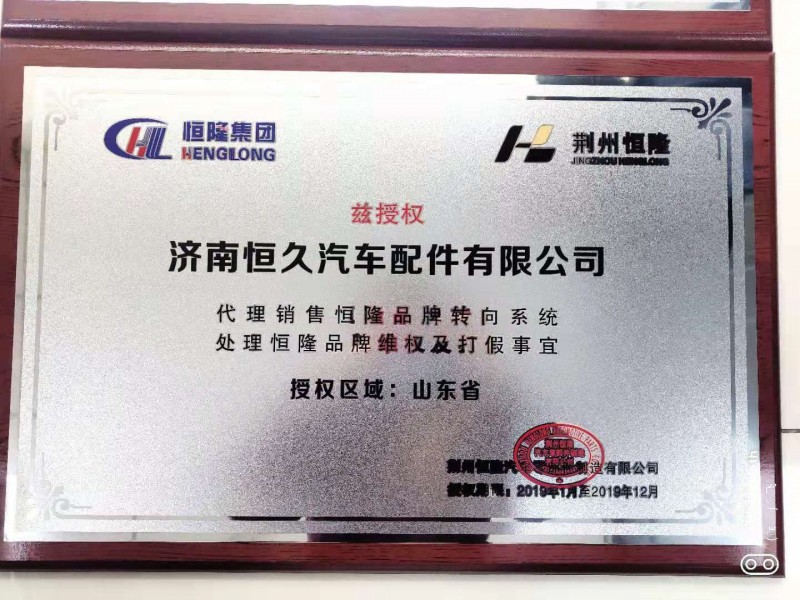 恒隆集团
HENGLONG
荆州恒隆
JINGZHOU HENGLONG
兹授权
济南恒久汽车配件有限公司
代理销售恒隆品牌转向系统
处理恒隆品牌维权及打假事宜
授权区域：山东省
荆州恒隆汽 制造有限公司
授权期限：2019年1月至2019年12月